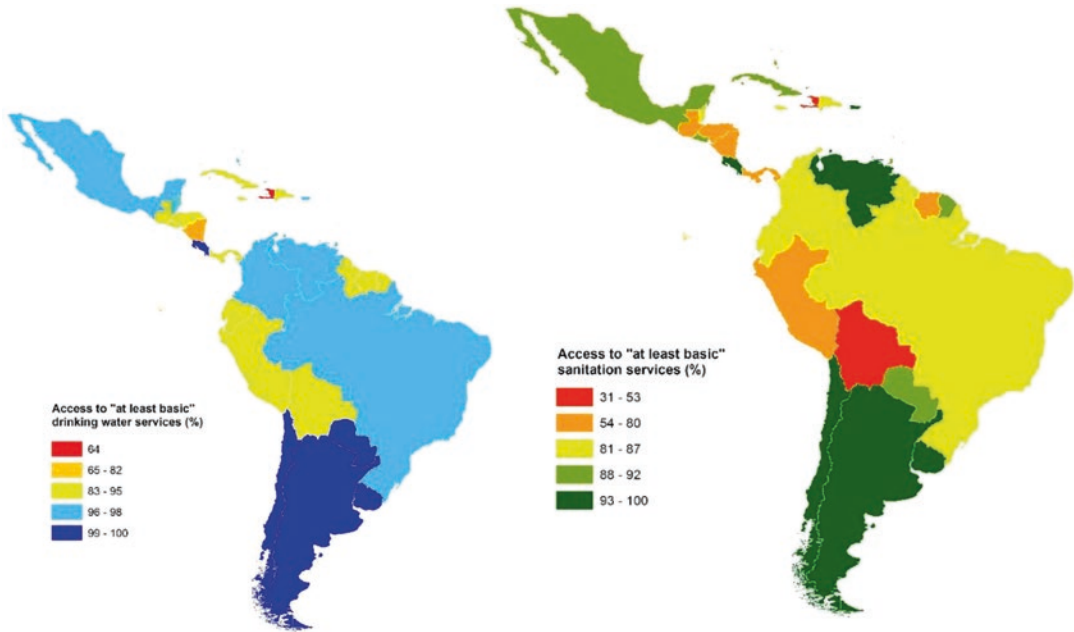 Access to "at least basic"
drinking water services (%)
64
65 - 82
83 - 95
96 - 98
99 - 100
Access to "at least basic"
sanitation services (%)
31 - 53
54 - 80
81 - 87
88 - 92
93 - 100